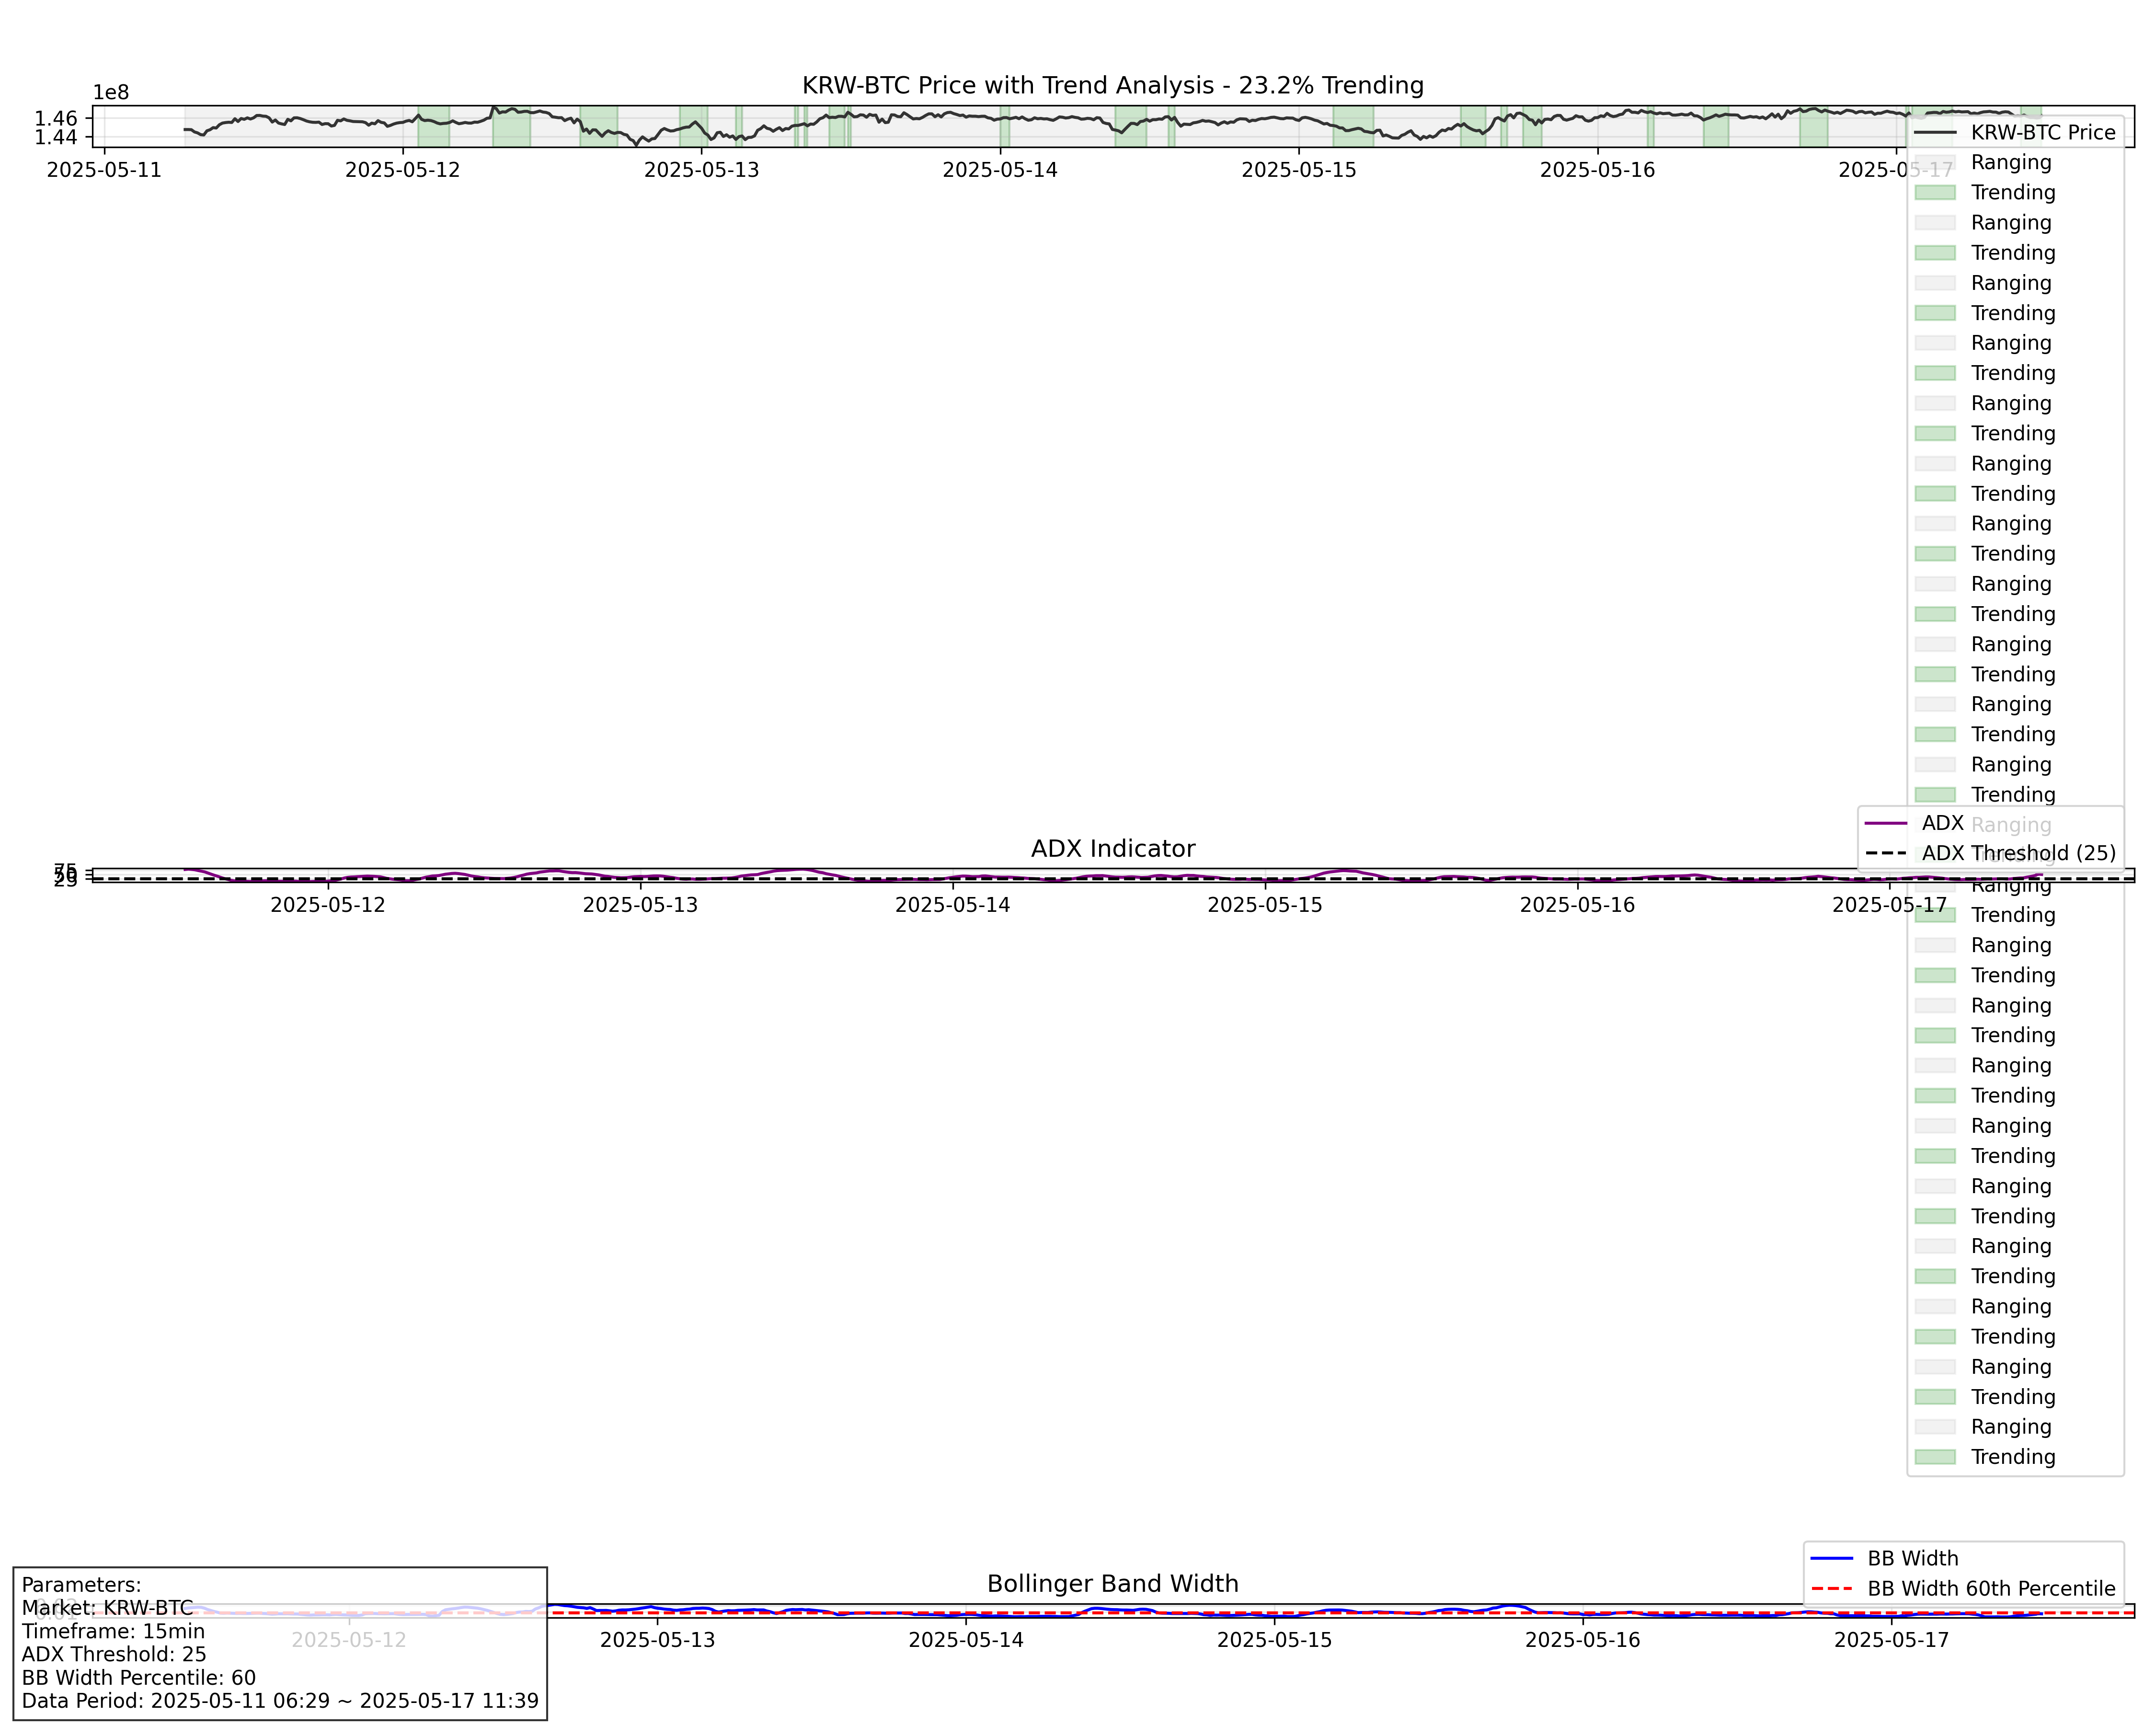 KRW-BTC Price with Trend Analysis - 23.2% Trending
1e8
1.46
1.44
2025-05-11 2025-05-12 2025-05-13 2025-05-14 2025-05-15 2025-05-16 2025-05-17
KRW-BTC Price
Ranging
Trending
Ranging
Trending
Ranging
Trending
Ranging
Trending
Ranging
Trending
Ranging
Trending
Ranging
Trending
Ranging
Trending
Ranging
Trending
Ranging
Trending
Ranging
Trending
Ranging
Ranging
Trending
Ranging
Trending
Ranging
Trending
Ranging
Trending
Ranging
Trending
Ranging
Trending
Ranging
Trending
Ranging
Trending
Ranging
Trending
Ranging
Trending
ADX Indicator
ADX
ADX Threshold (25)
75
25
2025-05-12 2025-05-13 2025-05-14 2025-05-15 2025-05-16 2025-05-17
Bollinger Band Width
BB Width
BB Width 60th Percentile
2025-05-12 2025-05-13 2025-05-14 2025-05-15 2025-05-16 2025-05-17
Parameters:
Market: KRW-BTC
Timeframe: 15min
ADX Threshold: 25
BB Width Percentile: 60
Data Period: 2025-05-11 06:29 ~ 2025-05-17 11:39